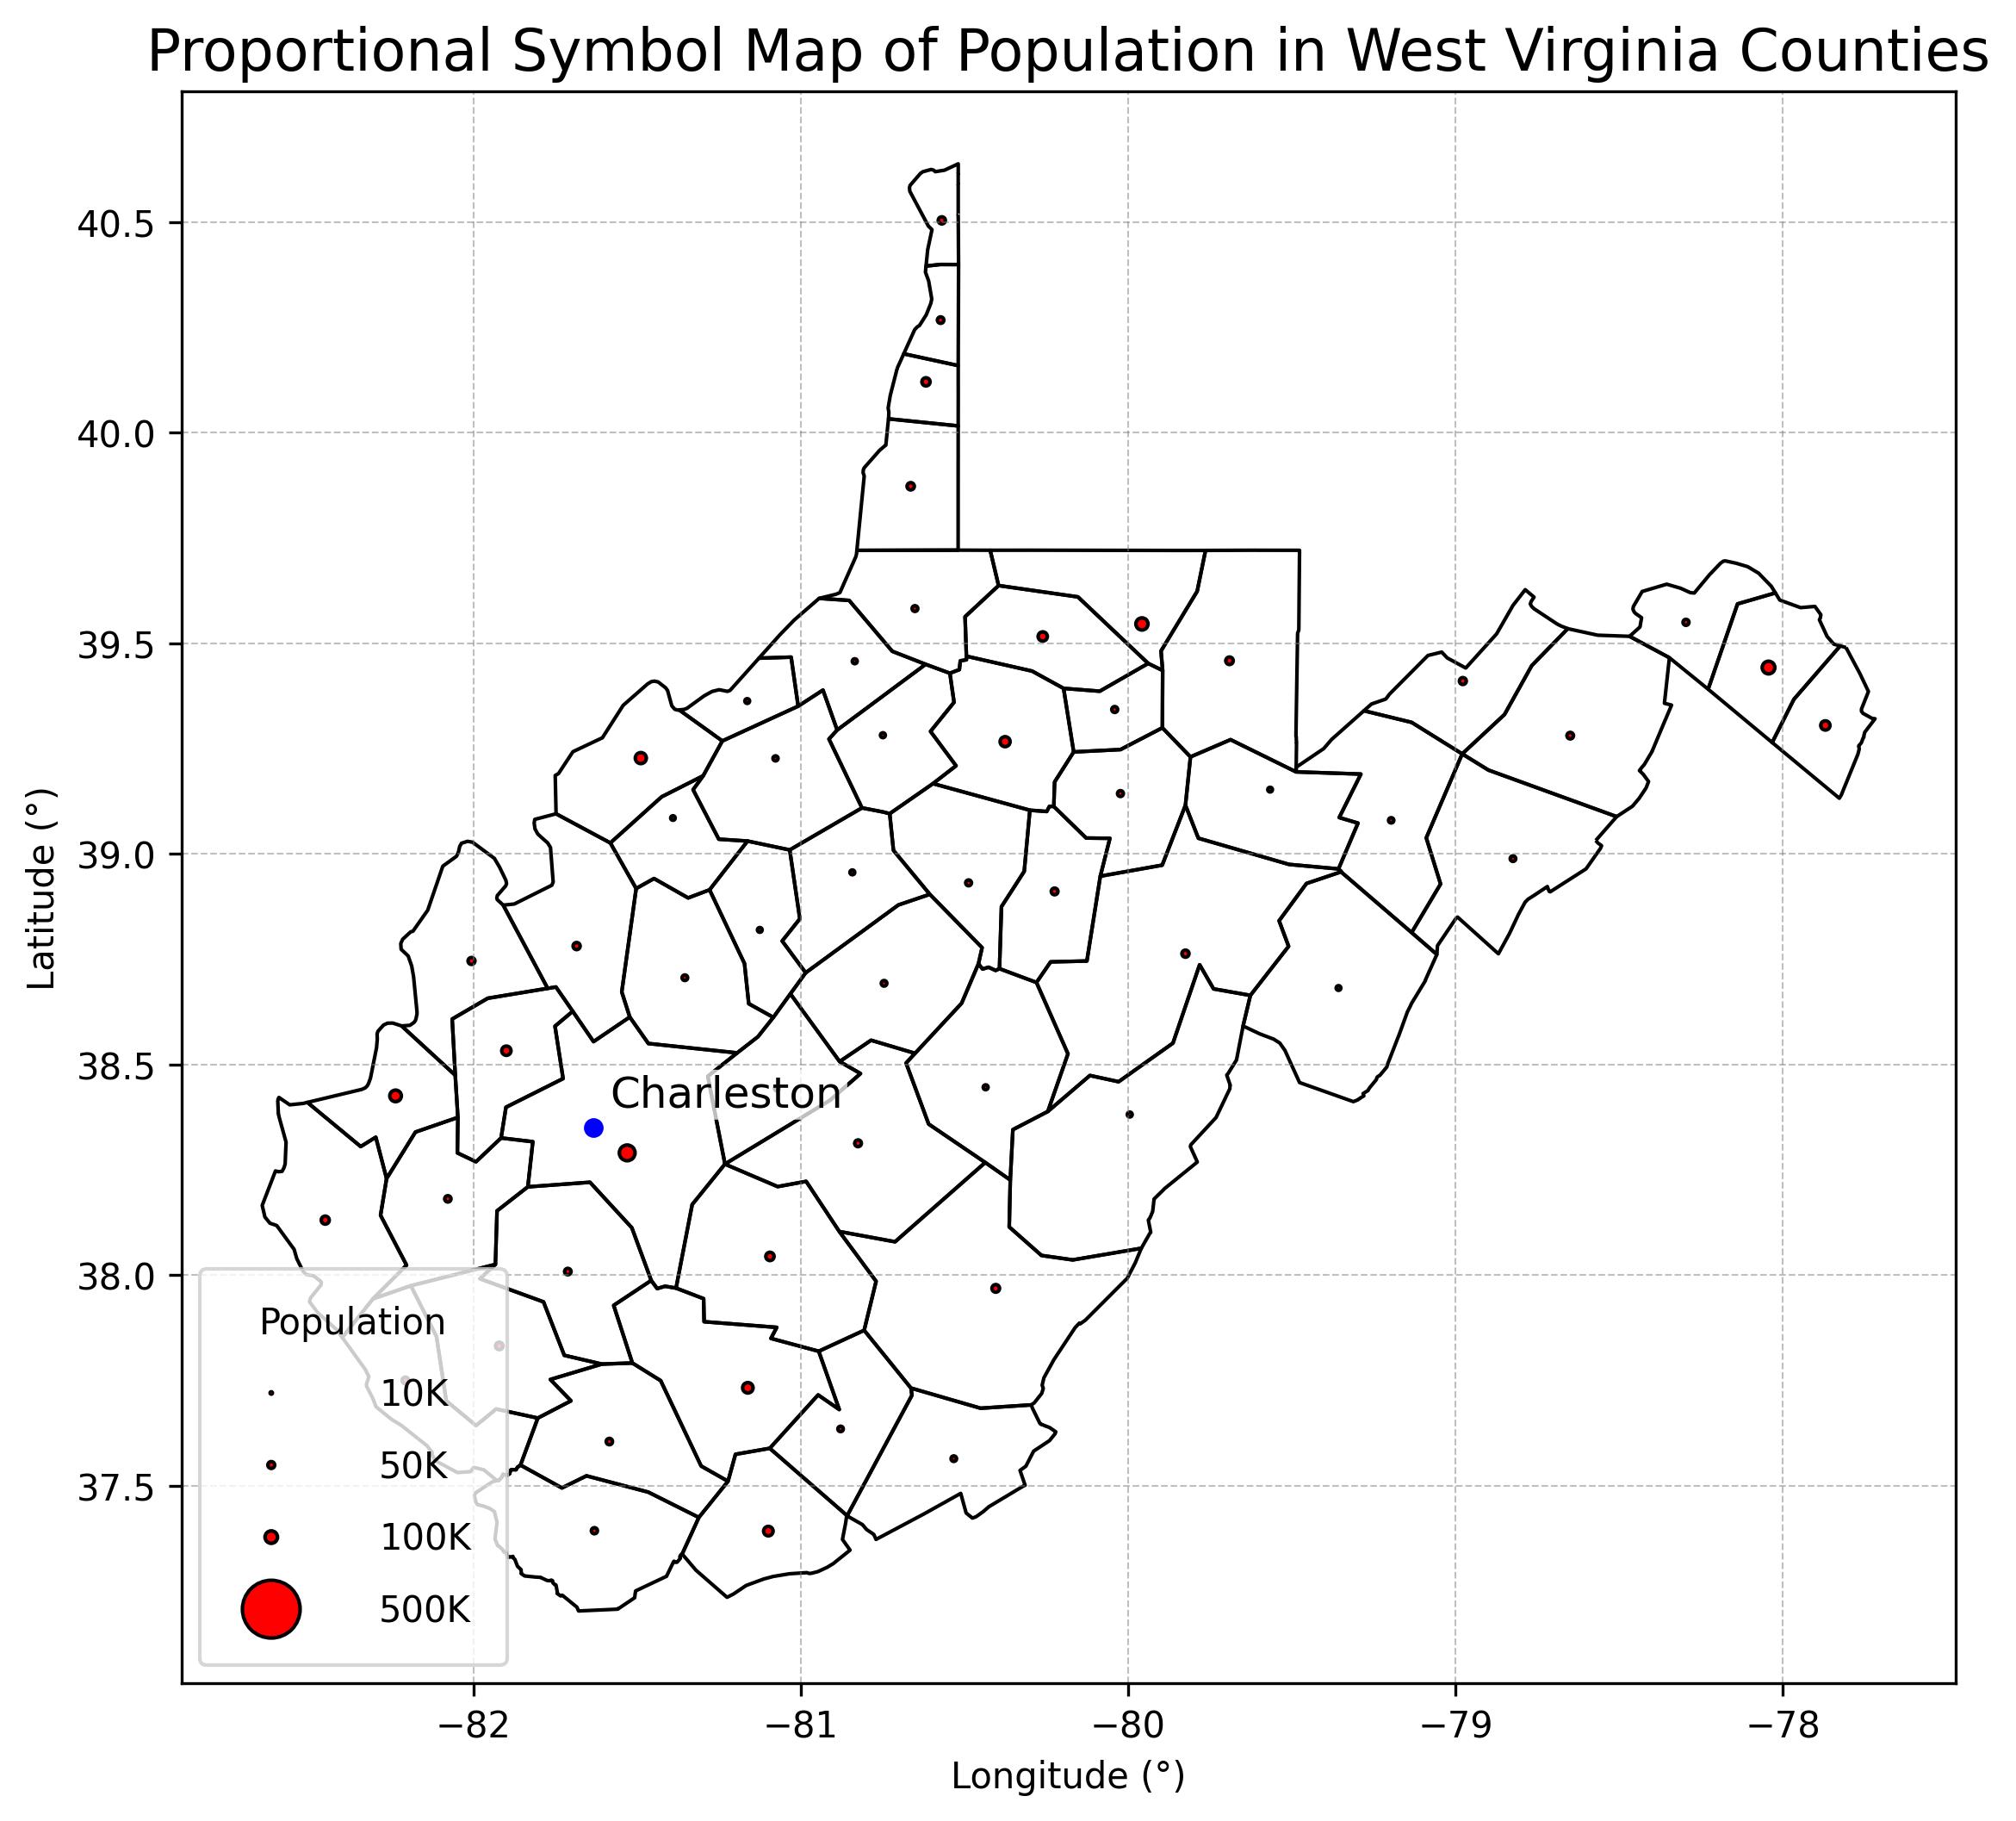 Proportional Symbol Map of Population in West Virginia Counties
40.5
40.0
39.5
39.0
38.5
38.0
37.5
Latitude (°)
Charleston
Population
10K
50K
100K
500K
−82
−81
−80
−79
−78
Longitude (°)